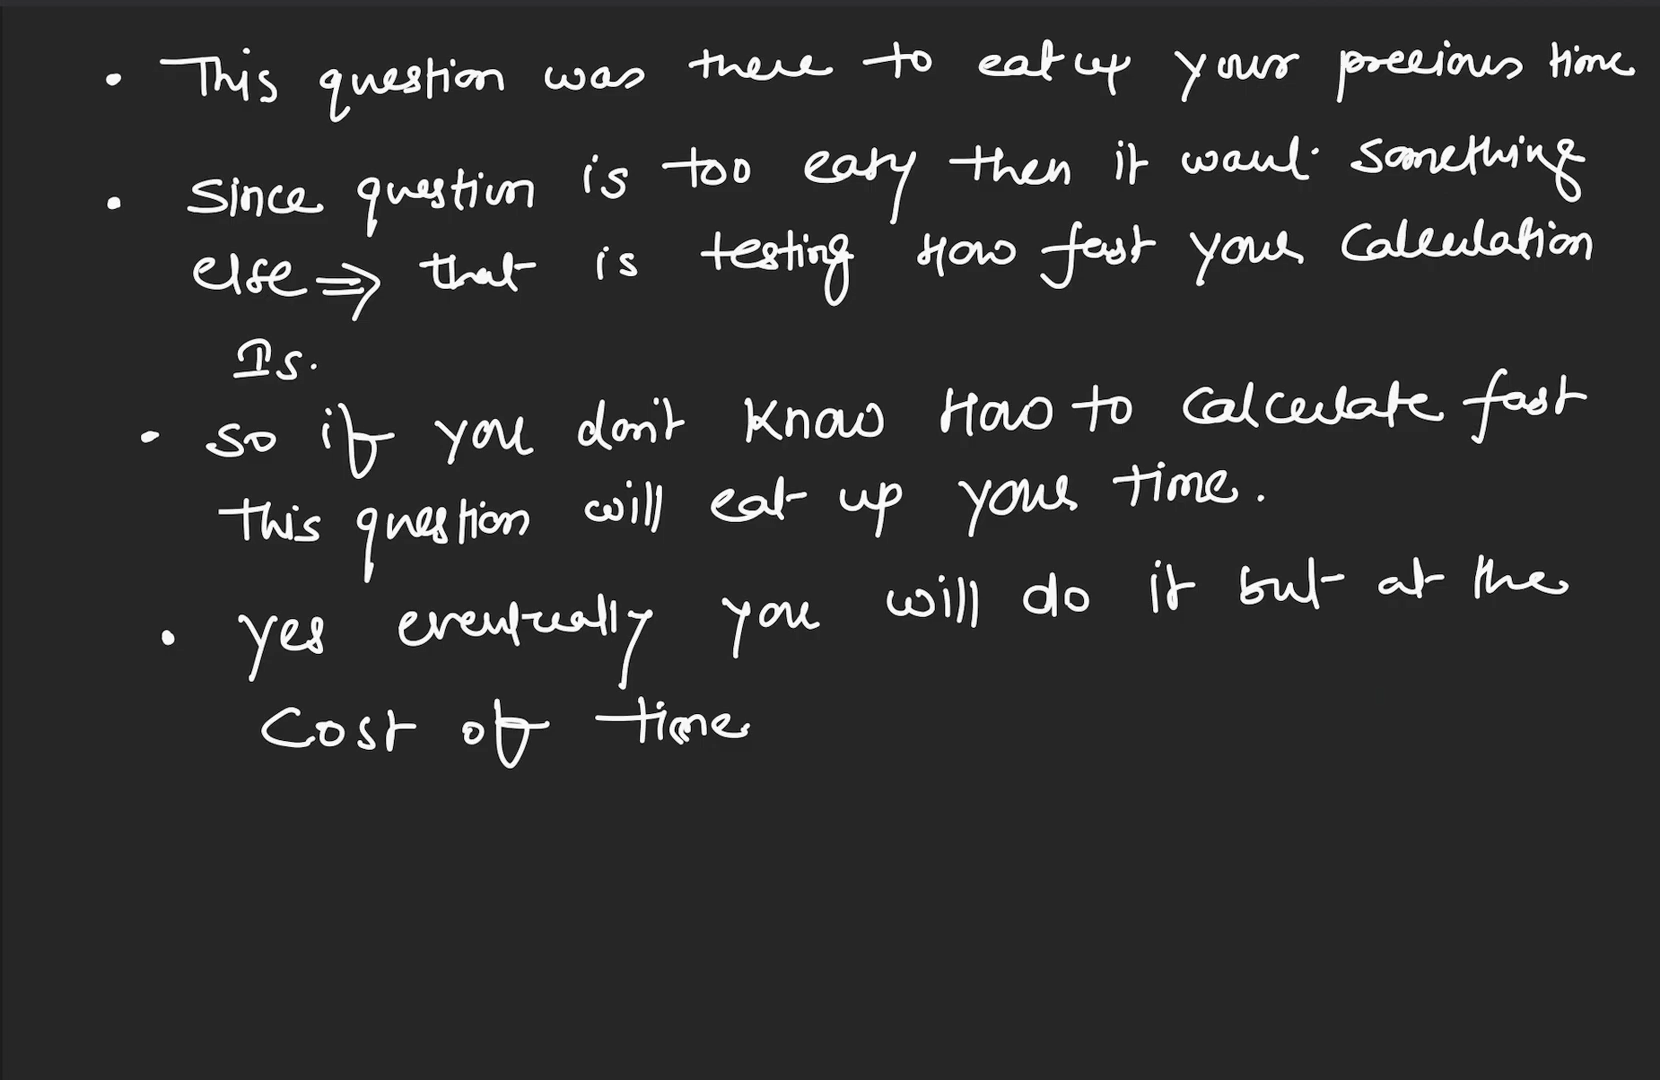 • This question was there to eat up your precious time
• Since question is too easy then it want something
else ⇒ that is testing How fast your Calculation
Is.
• so if you don't know How to calculate fast
this question will eat up your time.
• yes eventually you will do it but at the
Cost of time